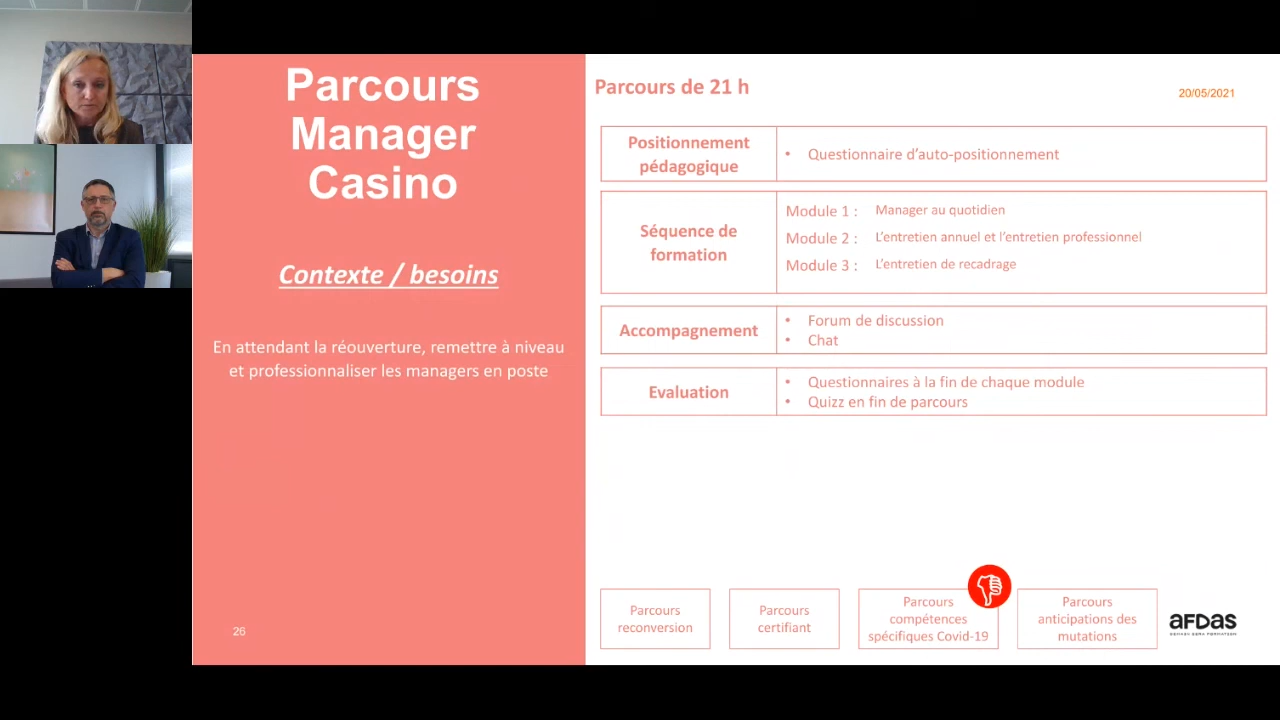 Parcours
Manager
Casino
Contexte / besoins
En attendant la réouverture, remettre à niveau
et professionnaliser les managers en poste
26
Parcours de 21 h
20/05/2021
Positionnement
pédagogique
• Questionnaire d’auto-positionnement
Séquence de
formation
Module 1 : Manager au quotidien
Module 2 : L’entretien annuel et l’entretien professionnel
Module 3 : L’entretien de recadrage
Accompagnement
• Forum de discussion
• Chat
Evaluation
• Questionnaires à la fin de chaque module
• Quizz en fin de parcours
Parcours
reconversion
Parcours
certifiant
Parcours
compétences
spécifiques Covid-19
Parcours
anticipations des
mutations
afdas